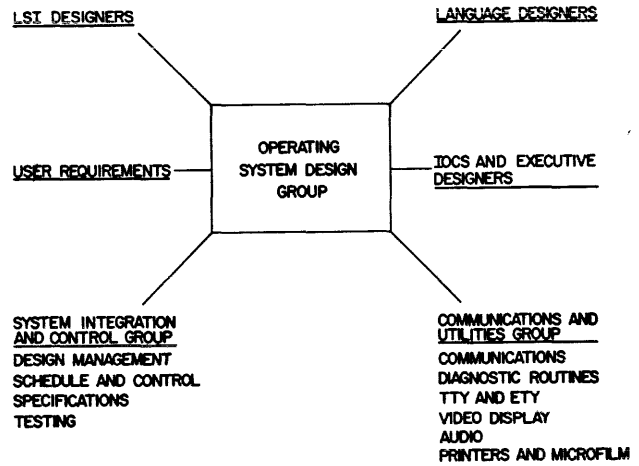 LSI DESIGNERS
LANGUAGE DESIGNERS
OPERATING
SYSTEM DESIGN
GROUP
USER REQUIREMENTS
IOCS AND EXECUTIVE
DESIGNERS
SYSTEM INTEGRATION
AND CONTROL GROUP
DESIGN MANAGEMENT
SCHEDULE AND CONTROL
SPECIFICATIONS
TESTING
COMMUNICATIONS AND
UTILITIES GROUP
COMMUNICATIONS
DIAGNOSTIC ROUTINES
TTY AND ETY
VIDEO DISPLAY
AUDIO
PRINTERS AND MICROFILM